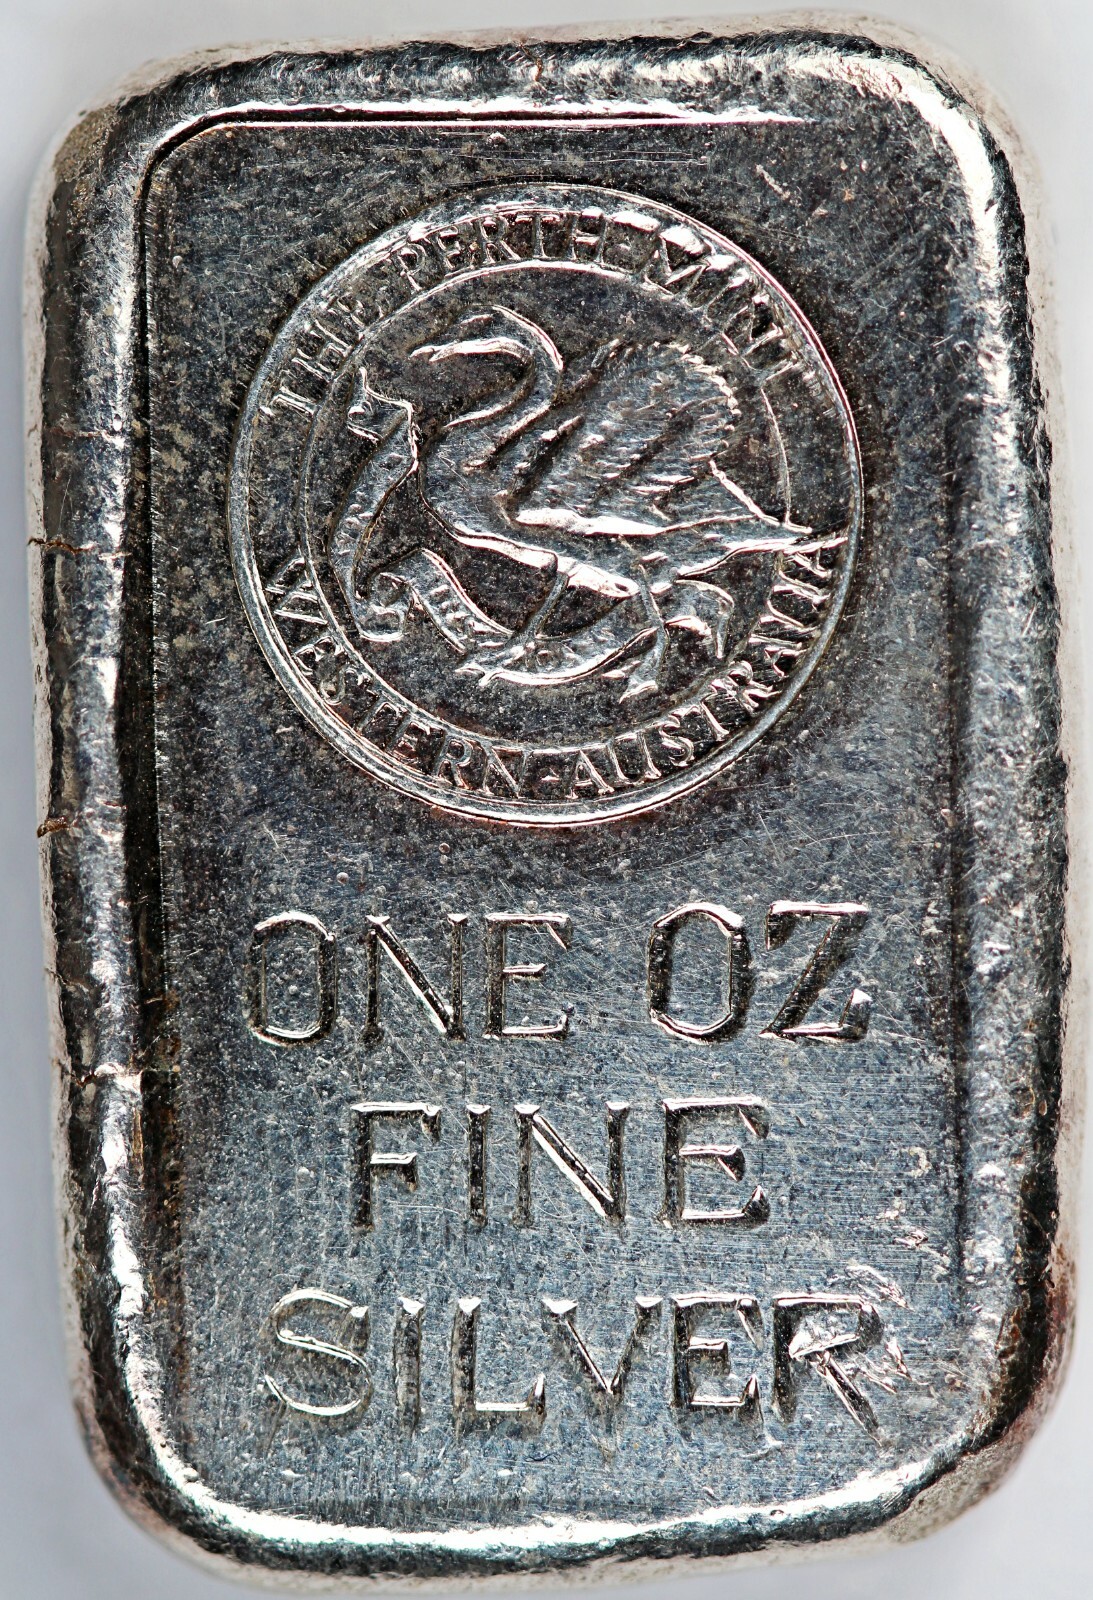 THE·PERTH·MINT
WESTERN·AUSTRALIA
ONE OZ
FINE
SILVER